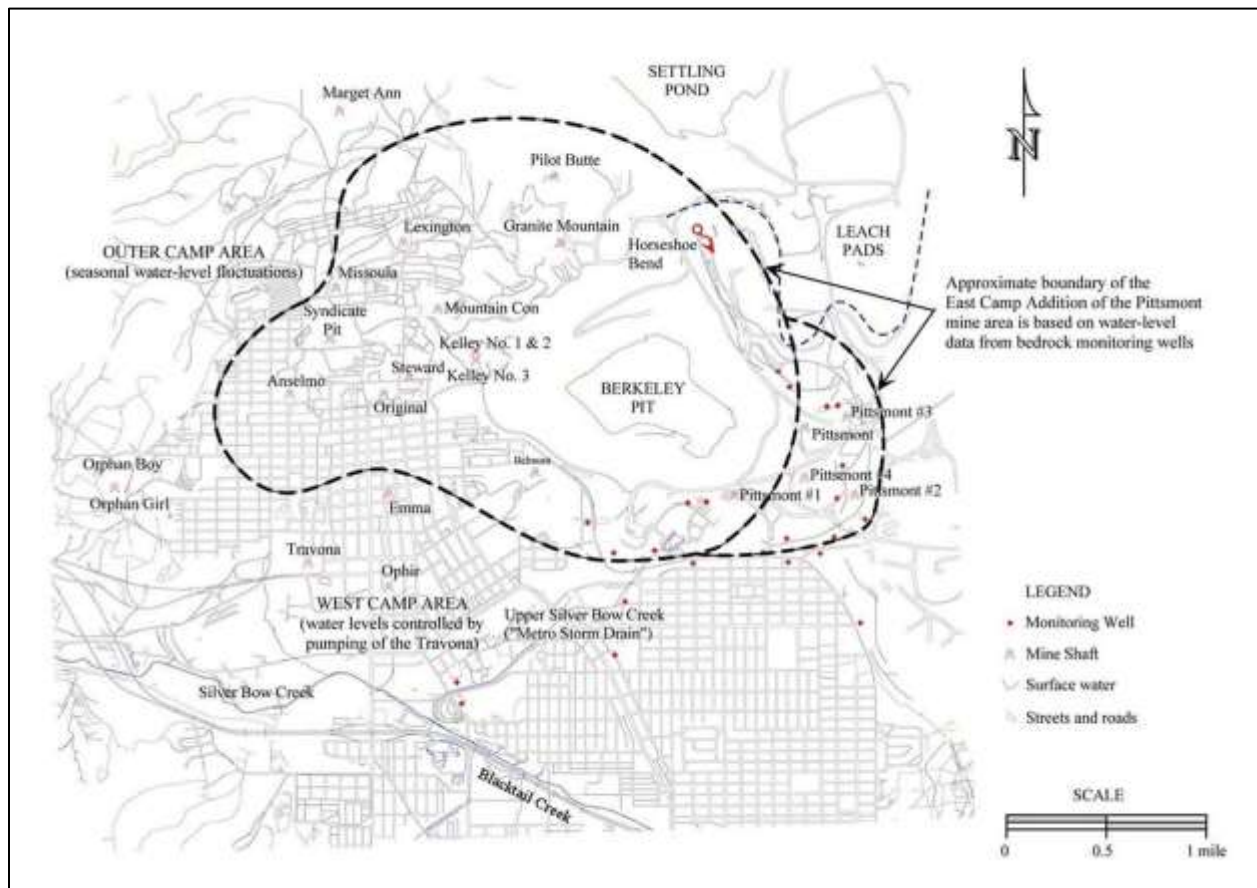 SETTLING
POND
Marget Ann
N
Pilot Butte
Lexington
Granite Mountain
Horseshoe
Bend
LEACH
PADS
OUTER CAMP AREA
(seasonal water-level fluctuations)
Missoula
Approximate boundary of the
East Camp Addition of the Pittsmont
mine area is based on water-level
data from bedrock monitoring wells
Syndicate
Pit
Mountain Con
Kelley No. 1 & 2
Steward
Kelley No. 3
Anselmo
Original
BERKELEY
PIT
Pittsmont #3
Pittsmont
Orphan Boy
Orphan Girl
Pittsmont #4
Pittsmont #1
Pittsmont #2
Emma
Travona
Ophir
WEST CAMP AREA
(water levels controlled by
pumping of the Travona)
Upper Silver Bow Creek
("Metro Storm Drain")
Silver Bow Creek
Blacktail Creek
LEGEND
Monitoring Well
Mine Shaft
Surface water
Streets and roads
SCALE
0 0.5 1 mile